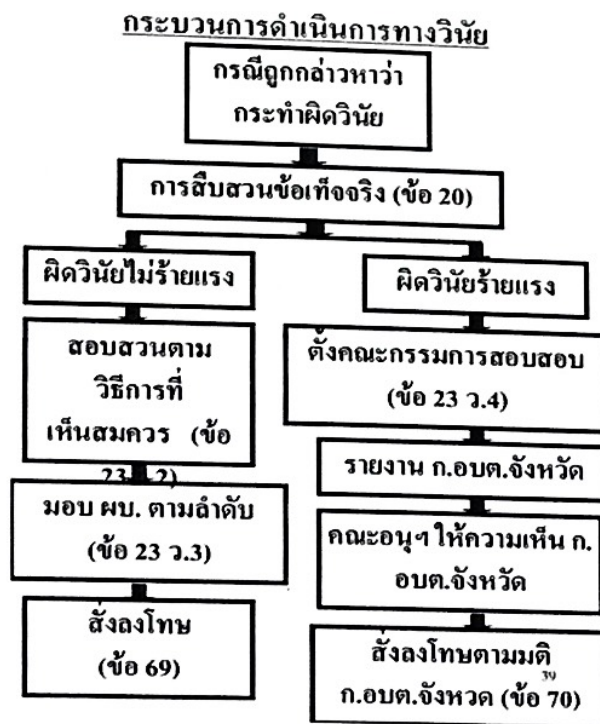 กระบวนการดำเนินการทางวินัย
กรณีถูกกล่าวหาว่า
กระทำผิดวินัย
การสืบสวนข้อเท็จจริง (ข้อ 20)
ผิดวินัยไม่ร้ายแรง
สอบสวนตาม
วิธีการที่
เห็นสมควร (ข้อ
23 2)
มอบ ผบ. ตามลำดับ
(ข้อ 23 ว.3)
สั่งลงโทษ
(ข้อ 69)
ผิดวินัยร้ายแรง
ตั้งคณะกรรมการสอบสอบ
(ข้อ 23 ว.4)
รายงาน ก.อบต.จังหวัด
คณะอนุฯ ให้ความเห็น ก.
อบต.จังหวัด
สั่งลงโทษตามมติ
39
ก.อบต.จังหวด (ข้อ 70)